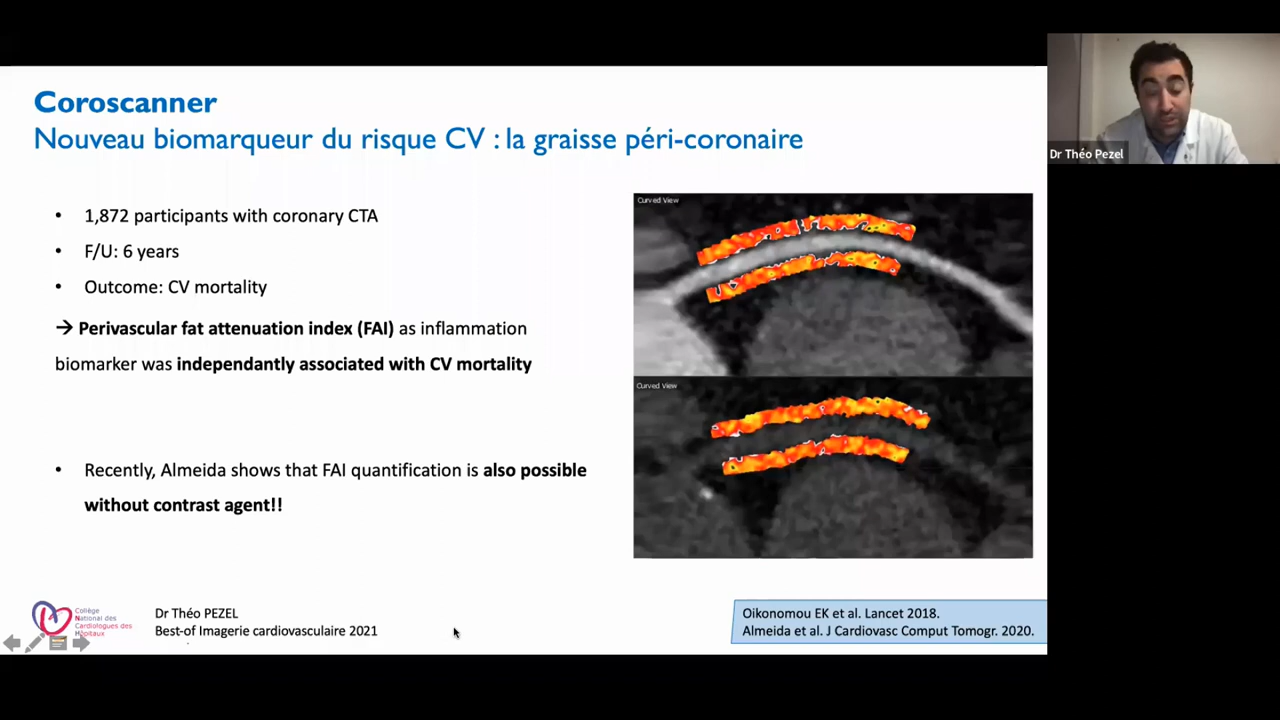 Coroscanner
Nouveau biomarqueur du risque CV : la graisse péri-coronaire
• 1,872 participants with coronary CTA
• F/U: 6 years
• Outcome: CV mortality
→ Perivascular fat attenuation index (FAI) as inflammation
biomarker was independantly associated with CV mortality
• Recently, Almeida shows that FAI quantification is also possible
without contrast agent!!
Curved View
Curved View
Dr Théo Pezel
Collège
National des
Cardiologues des
Hôpitaux
Dr Théo PEZEL
Best-of Imagerie cardiovasculaire 2021
Oikonomou EK et al. Lancet 2018.
Almeida et al. J Cardiovasc Comput Tomogr. 2020.